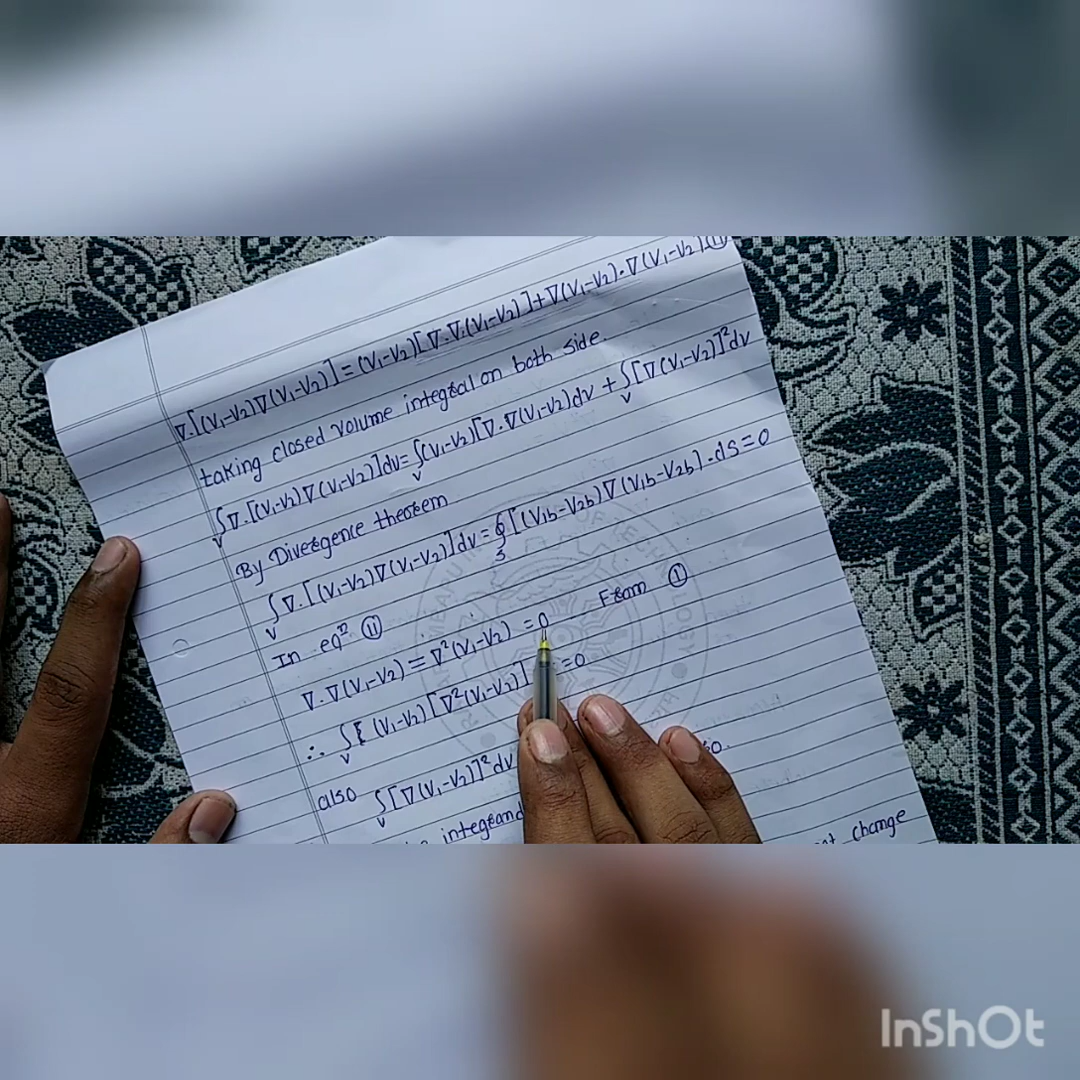 ∇.[(V₁-V₂)∇(V₁-V₂)] = (V₁-V₂)[∇.∇.(V₁-V₂)]+∇(V₁-V₂)•∇(V₁-V₂) (11)
taking closed volume integral on both side.
∫ᵥ∇.[(V₁-V₂)∇(V₁-V₂)]dv=∫ᵥ(V₁-V₂)[∇.∇(V₁-V₂)dv + ∫ᵥ[∇(V₁-V₂)]²dv
By Divergence theorem
∫ᵥ∇.[(V₁-V₂)∇(V₁-V₂)]dv=∮ₛ[(V₁b-V₂b)∇(V₁b-V₂b)].ds=0
In eqⁿ (11) From (1)
∇.∇(V₁-V₂) = ∇²(V₁-V₂) =0
∴ ∫ᵥ[(V₁-V₂)[∇²(V₁-V₂)] =0
also ∫ᵥ[∇(V₁-V₂)]²dv
integrand change
InShOt